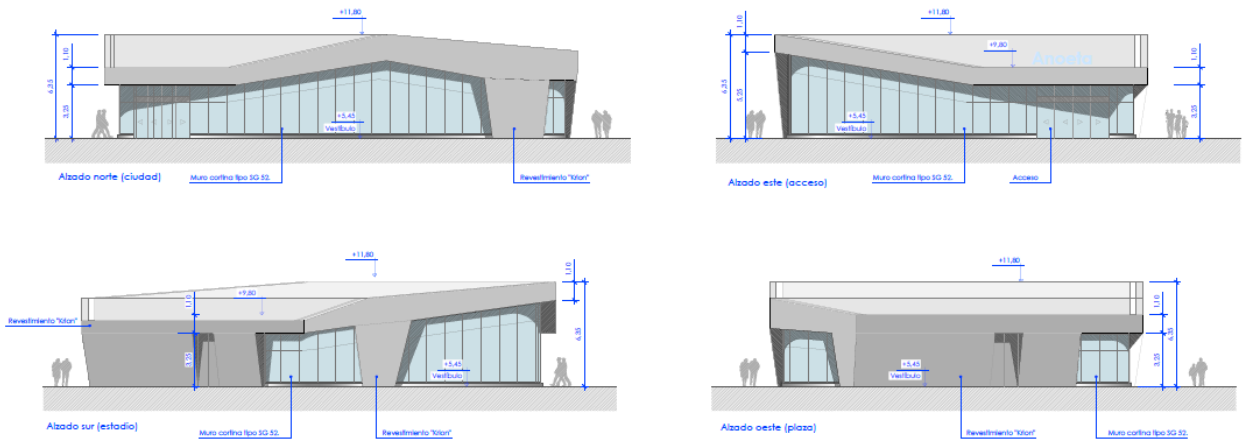 +11,80
1,10
6,35
3,25
+5,45
Vestíbulo
Alzado norte (ciudad)
Muro cortina tipo SG 52.
Revestimiento "Krion"
+11,80
1,10
+9,80
Anoeta
1,10
6,35
5,25
+5,45
Vestíbulo
3,25
Alzado este (acceso)
Muro cortina tipo SG 52.
Acceso
+11,80
1,10
+9,80
1,10
Revestimiento "Krion"
6,35
3,25
+5,45
Vestíbulo
Alzado sur (estadio)
Muro cortina tipo SG 52.
Revestimiento "Krion"
+11,80
1,10
6,35
+5,45
3,25
Vestíbulo
Alzado oeste (plaza)
Revestimiento "Krion"
Muro cortina tipo SG 52.